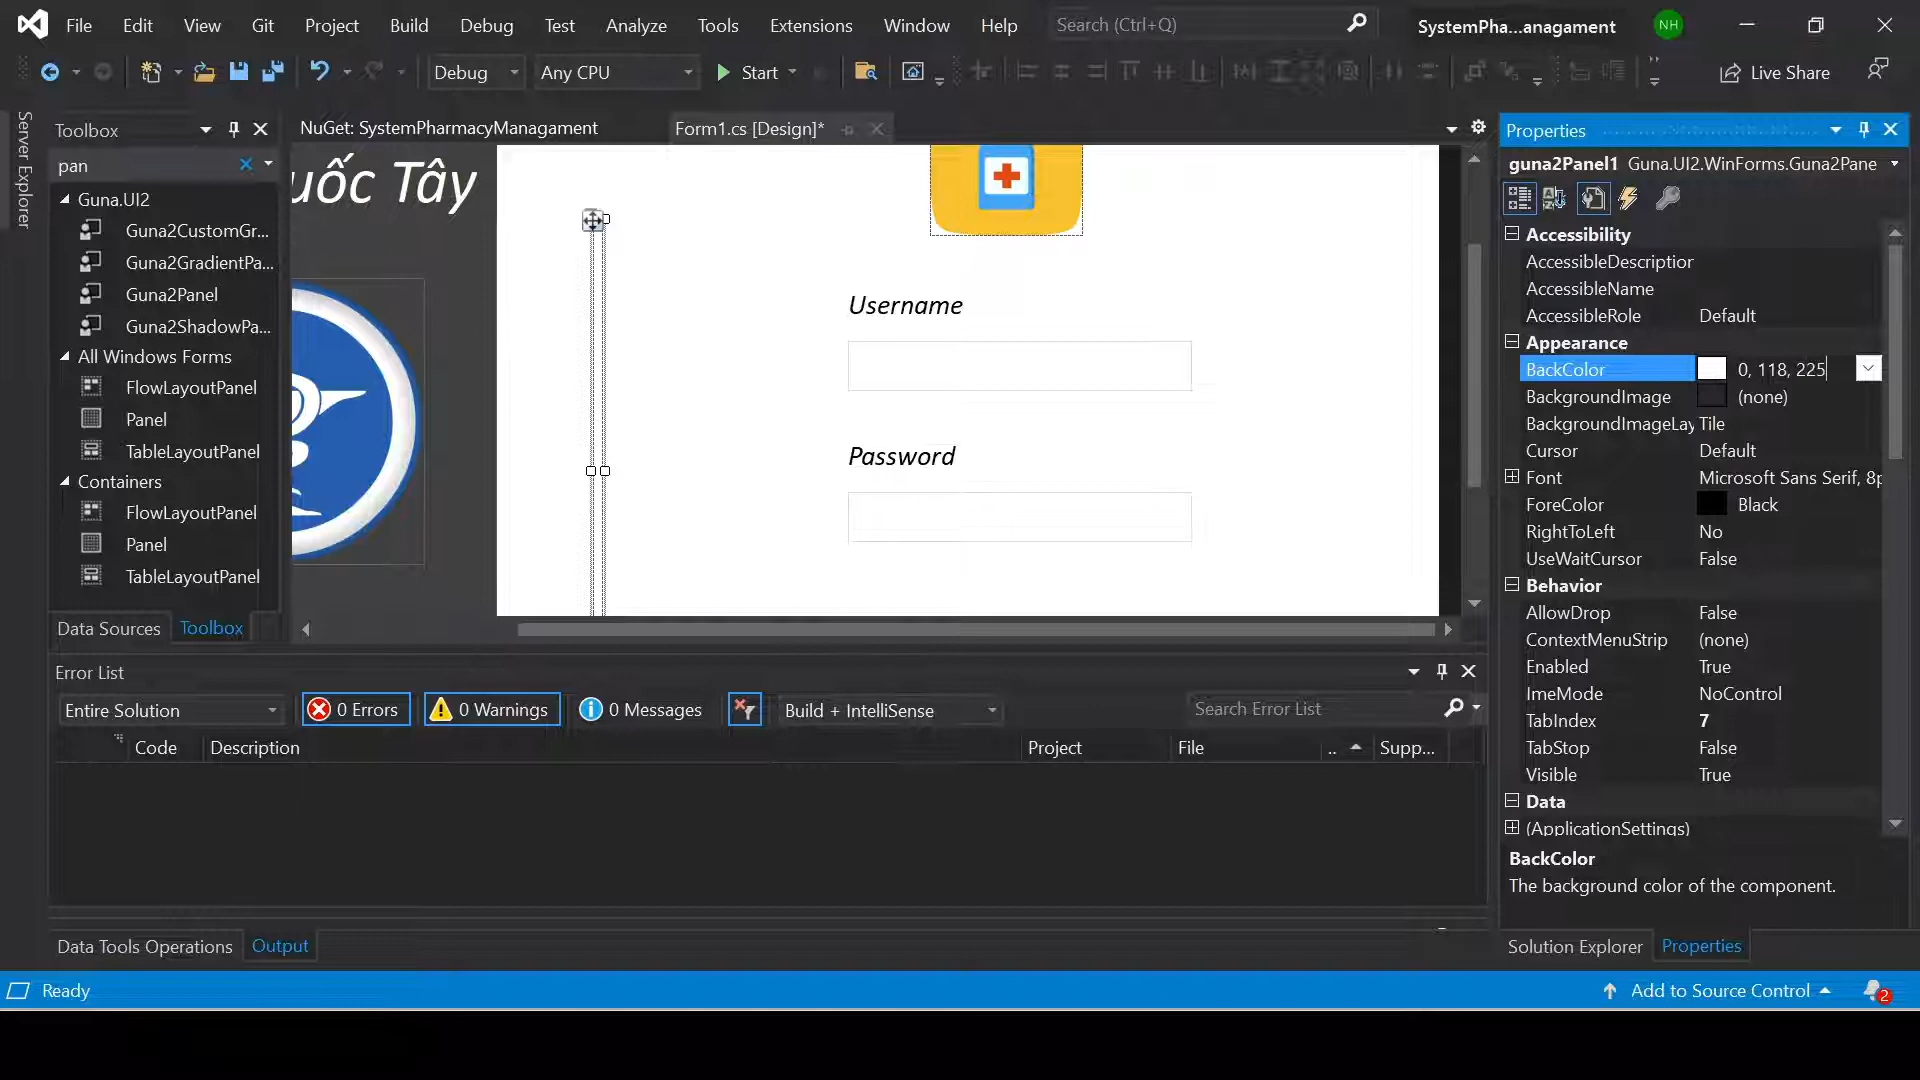 File Edit View Git Project Build Debug Test Analyze Tools Extensions Window Help Search (Ctrl+Q) SystemPha...anagament NH
Debug Any CPU Start Live Share
Server Explorer
Toolbox
pan
Guna.UI2
Guna2CustomGr...
Guna2GradientPa...
Guna2Panel
Guna2ShadowPa...
All Windows Forms
FlowLayoutPanel
Panel
TableLayoutPanel
Containers
FlowLayoutPanel
Panel
TableLayoutPanel
Data Sources Toolbox
NuGet: SystemPharmacyManagament Form1.cs [Design]*
uốc Tây
Username
Password
Properties
guna2Panel1 Guna.UI2.WinForms.Guna2Pane
Accessibility
AccessibleDescription
AccessibleName
AccessibleRole Default
Appearance
BackColor 0, 118, 225
BackgroundImage (none)
BackgroundImageLay Tile
Cursor Default
Font Microsoft Sans Serif, 8p
ForeColor Black
RightToLeft No
UseWaitCursor False
Behavior
AllowDrop False
ContextMenuStrip (none)
Enabled True
ImeMode NoControl
TabIndex 7
TabStop False
Visible True
Data
(ApplicationSettings)
BackColor
The background color of the component.
Solution Explorer Properties
Error List
Entire Solution 0 Errors 0 Warnings 0 Messages Build + IntelliSense Search Error List
Code Description Project File .. Supp...
Data Tools Operations Output
Ready Add to Source Control 2